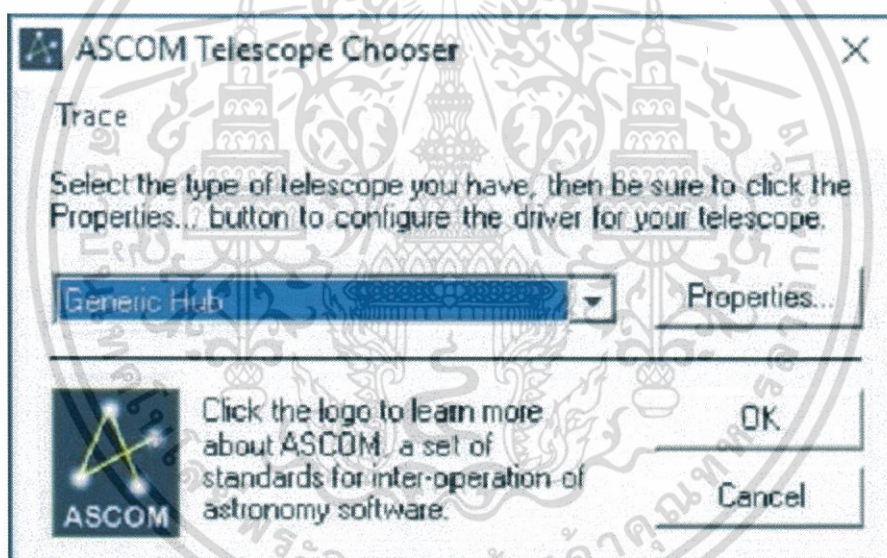 ASCOM Telescope Chooser
Trace
Select the type of telescope you have, then be sure to click the
Properties... button to configure the driver for your telescope.
Generic Hub
Properties...
Click the logo to learn more
about ASCOM, a set of
standards for inter-operation of
astronomy software.
OK
Cancel
ASCOM